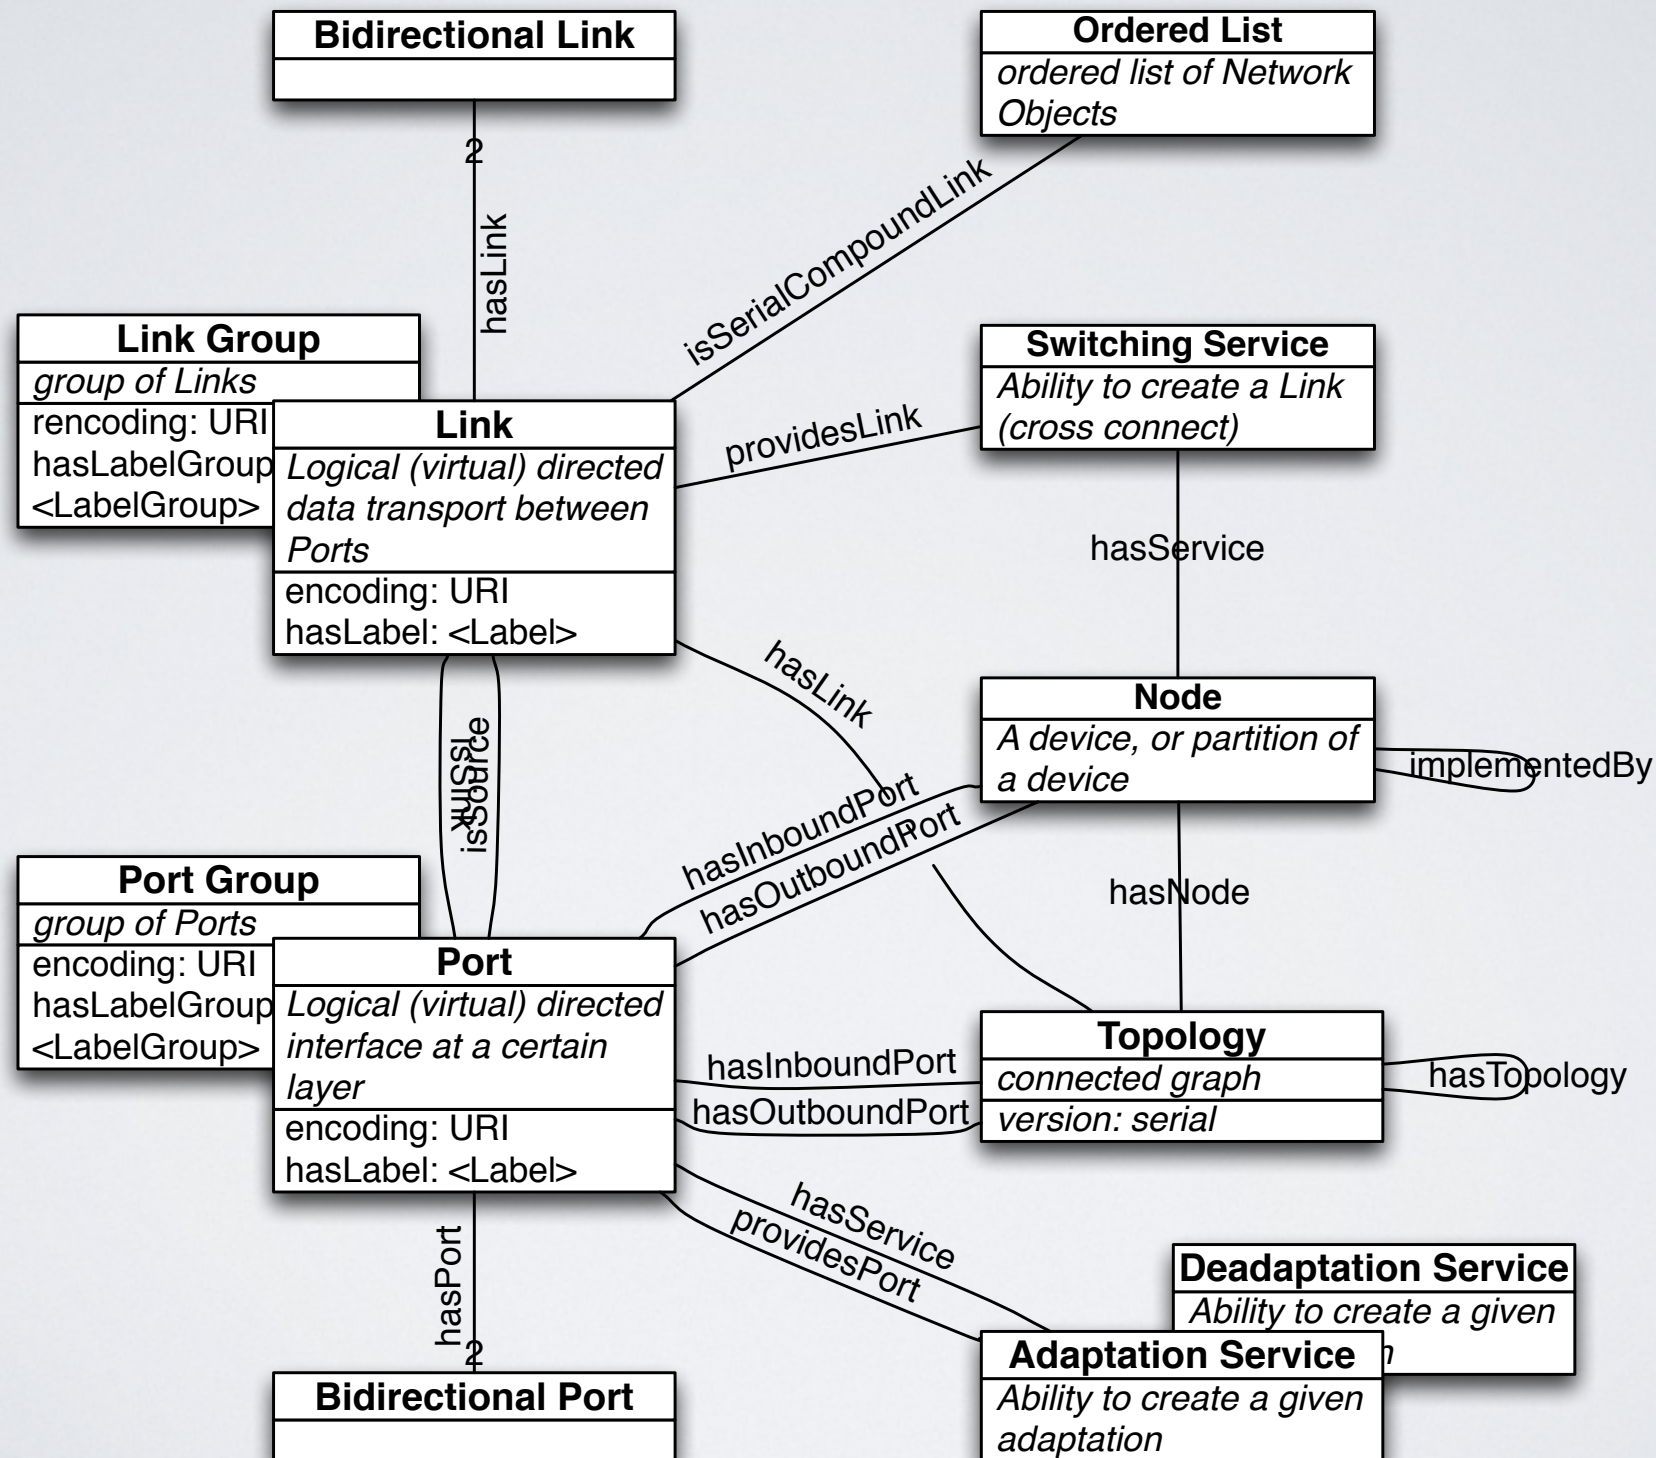 Bidirectional Link
2
hasLink
Ordered List
ordered list of Network
Objects
isSerialCompoundLink
Link Group
group of Links
rencoding: URI
hasLabelGroup
<LabelGroup>
Link
Logical (virtual) directed
data transport between
Ports
encoding: URI
hasLabel: <Label>
providesLink
Switching Service
Ability to create a Link
(cross connect)
hasService
hasLink
isSink
isSource
Node
A device, or partition of
a device
implementedBy
hasInboundPort
hasOutboundPort
hasNode
Port Group
group of Ports
encoding: URI
hasLabelGroup
<LabelGroup>
Port
Logical (virtual) directed
interface at a certain
layer
encoding: URI
hasLabel: <Label>
hasInboundPort
hasOutboundPort
Topology
connected graph
version: serial
hasTopology
hasService
providesPort
hasPort
2
Bidirectional Port
Deadaptation Service
Ability to create a given
n
Adaptation Service
Ability to create a given
adaptation